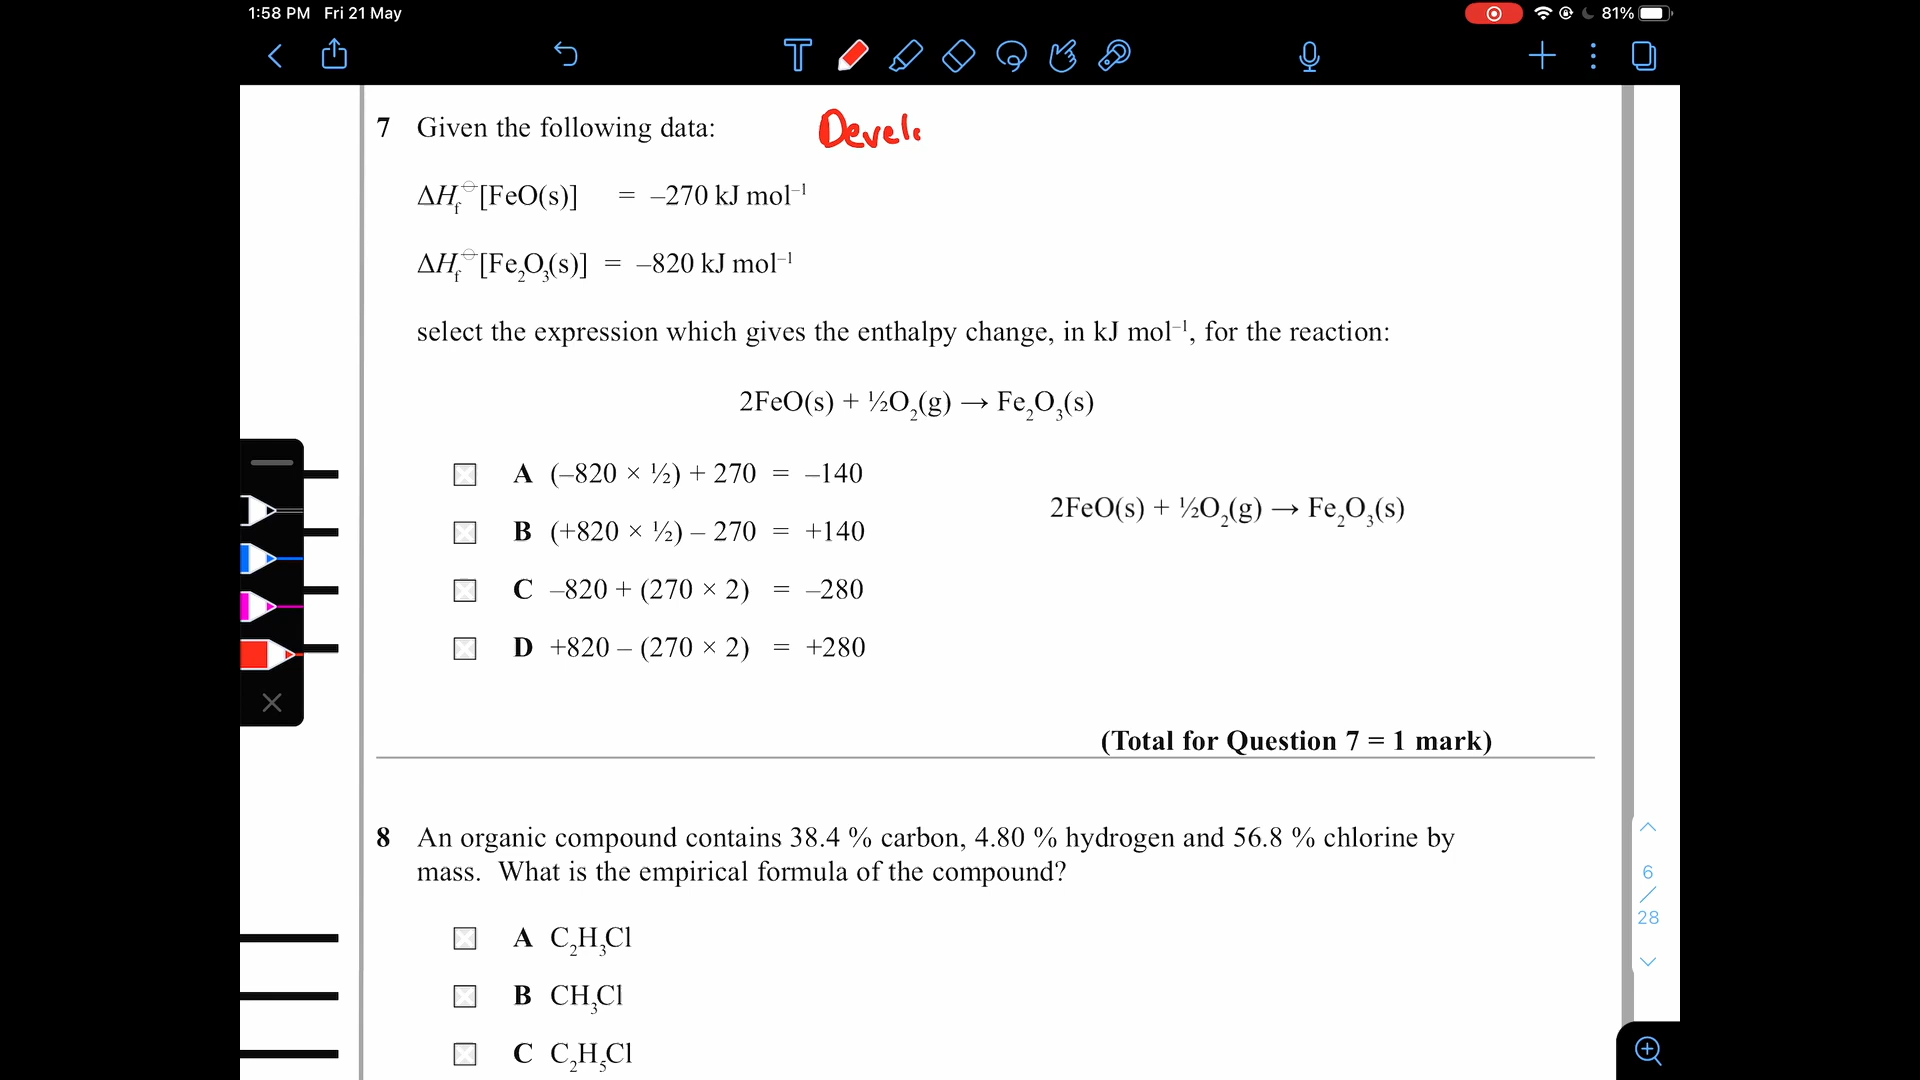 1:58 PM Fri 21 May
81%
7 Given the following data:
Devel
ΔHf⦵ [FeO(s)] = –270 kJ mol⁻¹
ΔHf⦵ [Fe₂O₃(s)] = –820 kJ mol⁻¹
select the expression which gives the enthalpy change, in kJ mol⁻¹, for the reaction:
2FeO(s) + ½O₂(g) → Fe₂O₃(s)
A (–820 × ½) + 270 = –140
2FeO(s) + ½O₂(g) → Fe₂O₃(s)
B (+820 × ½) – 270 = +140
C –820 + (270 × 2) = –280
D +820 – (270 × 2) = +280
(Total for Question 7 = 1 mark)
8 An organic compound contains 38.4 % carbon, 4.80 % hydrogen and 56.8 % chlorine by
mass. What is the empirical formula of the compound?
6
/
28
A C₂H₃Cl
B CH₃Cl
C C₂H₅Cl